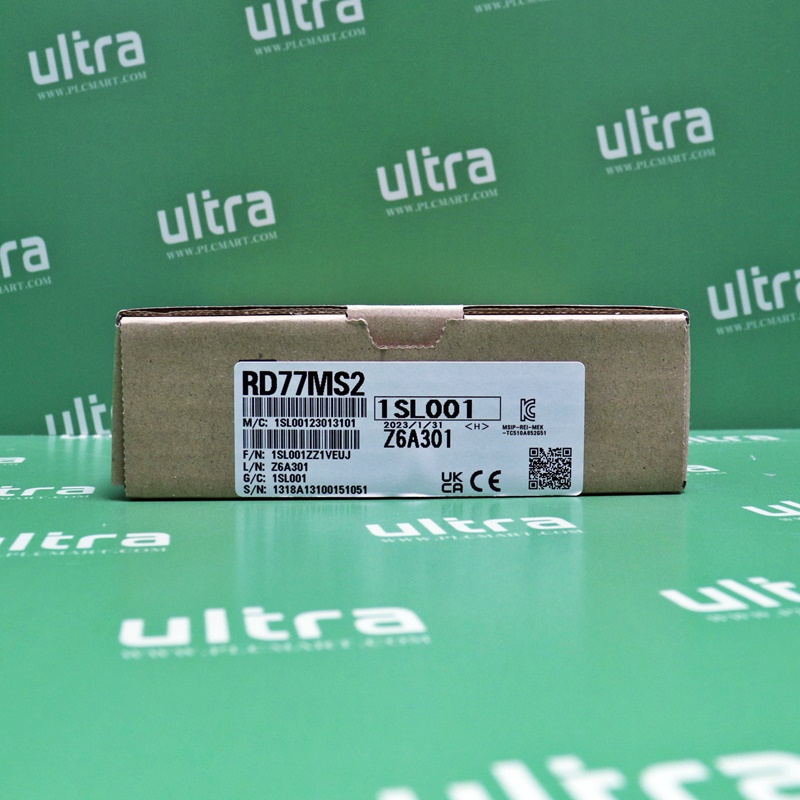 ultra
WWW.PLCMART.COM
ultra
WWW.PLCMART.COM
WWW.PLCMART.COM
ultra
WWW.PLCMART.COM
ultra
WWW.PLCMART.COM
ultra
WWW.PLCMART.COM
ultra
RD77MS2
M/C: 1SL00123013101
1SL001
2023/1/31 <H>
Z6A301
MSIP-REI-MEK
-TC510A852G51
F/N: 1SL001ZZ1VEUJ
L/N: Z6A301
G/C: 1SL001
S/N: 1318A13100151051
UK
CA
CE
ultra
ultra
ultra
WWW.PLCMART.COM